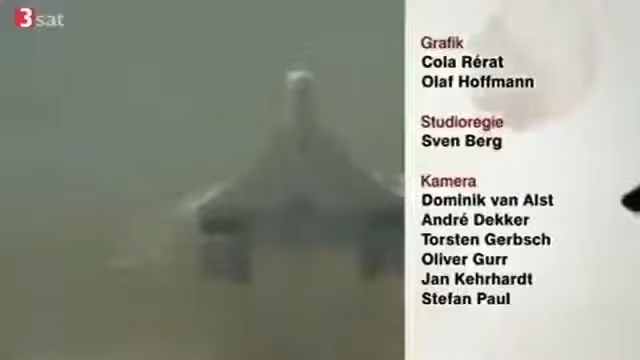 3sat
Grafik
Cola Rérat
Olaf Hoffmann
Studioregie
Sven Berg
Kamera
Dominik van Alst
André Dekker
Torsten Gerbsch
Oliver Gurr
Jan Kehrhardt
Stefan Paul